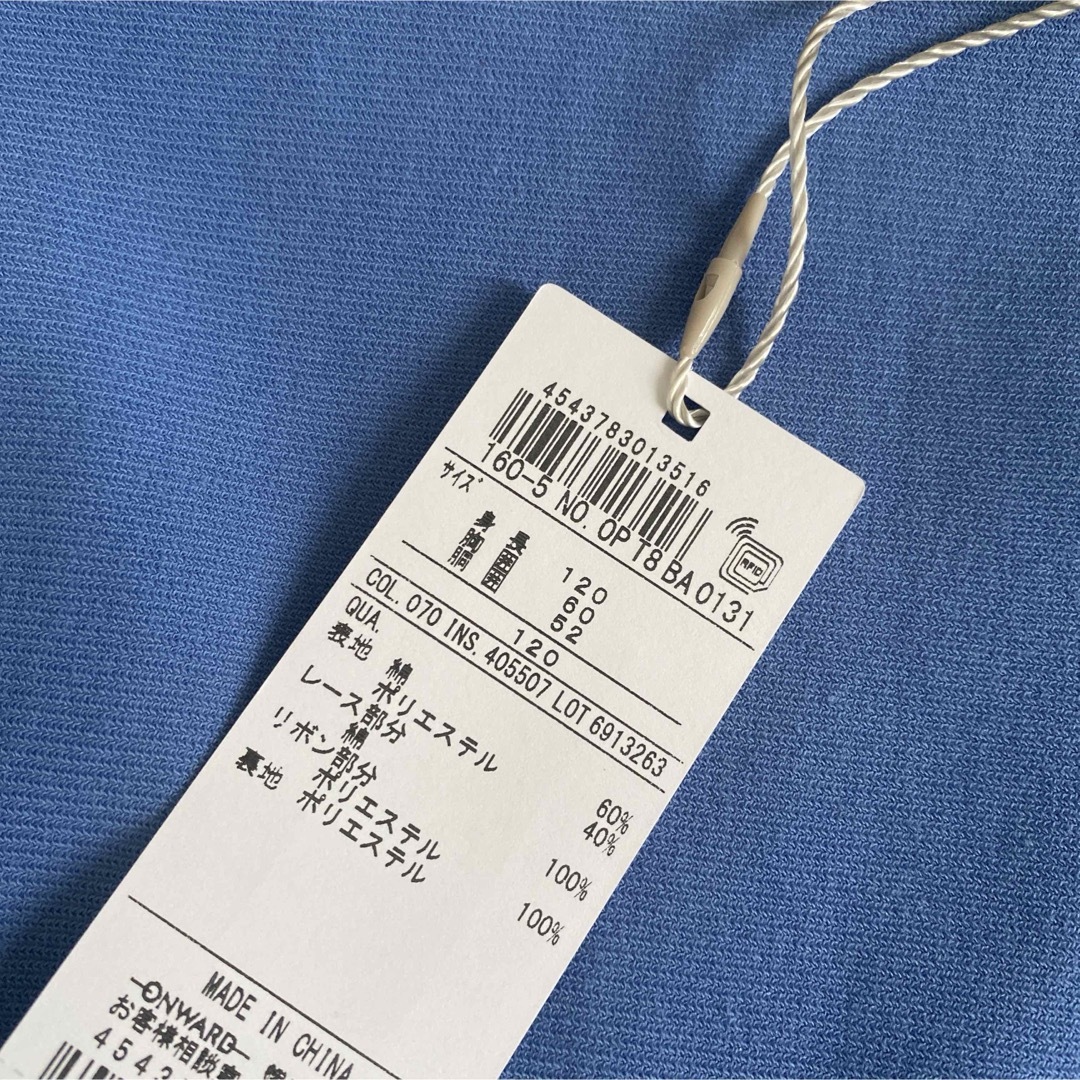 4543783013516
160-5 NO. OPT8BA0131
RFID
サイズ
身長 120
胸囲 60
胴囲 52
120
COL. 070 INS. 405507 LOT 6913263
QUA.
表地 綿 60%
ポリエステル 40%
レース部分
綿 100%
リボン部分
ポリエステル 100%
裏地 ポリエステル
MADE IN CHINA
ONWARD
お客様相談室
4543